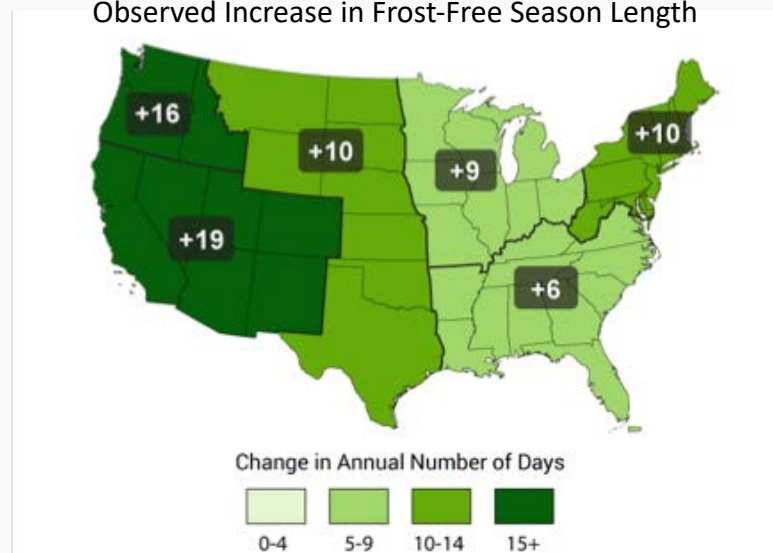 Observed Increase in Frost-Free Season Length
+16
+10
+10
+9
+19
+6
Change in Annual Number of Days
0-4 5-9 10-14 15+